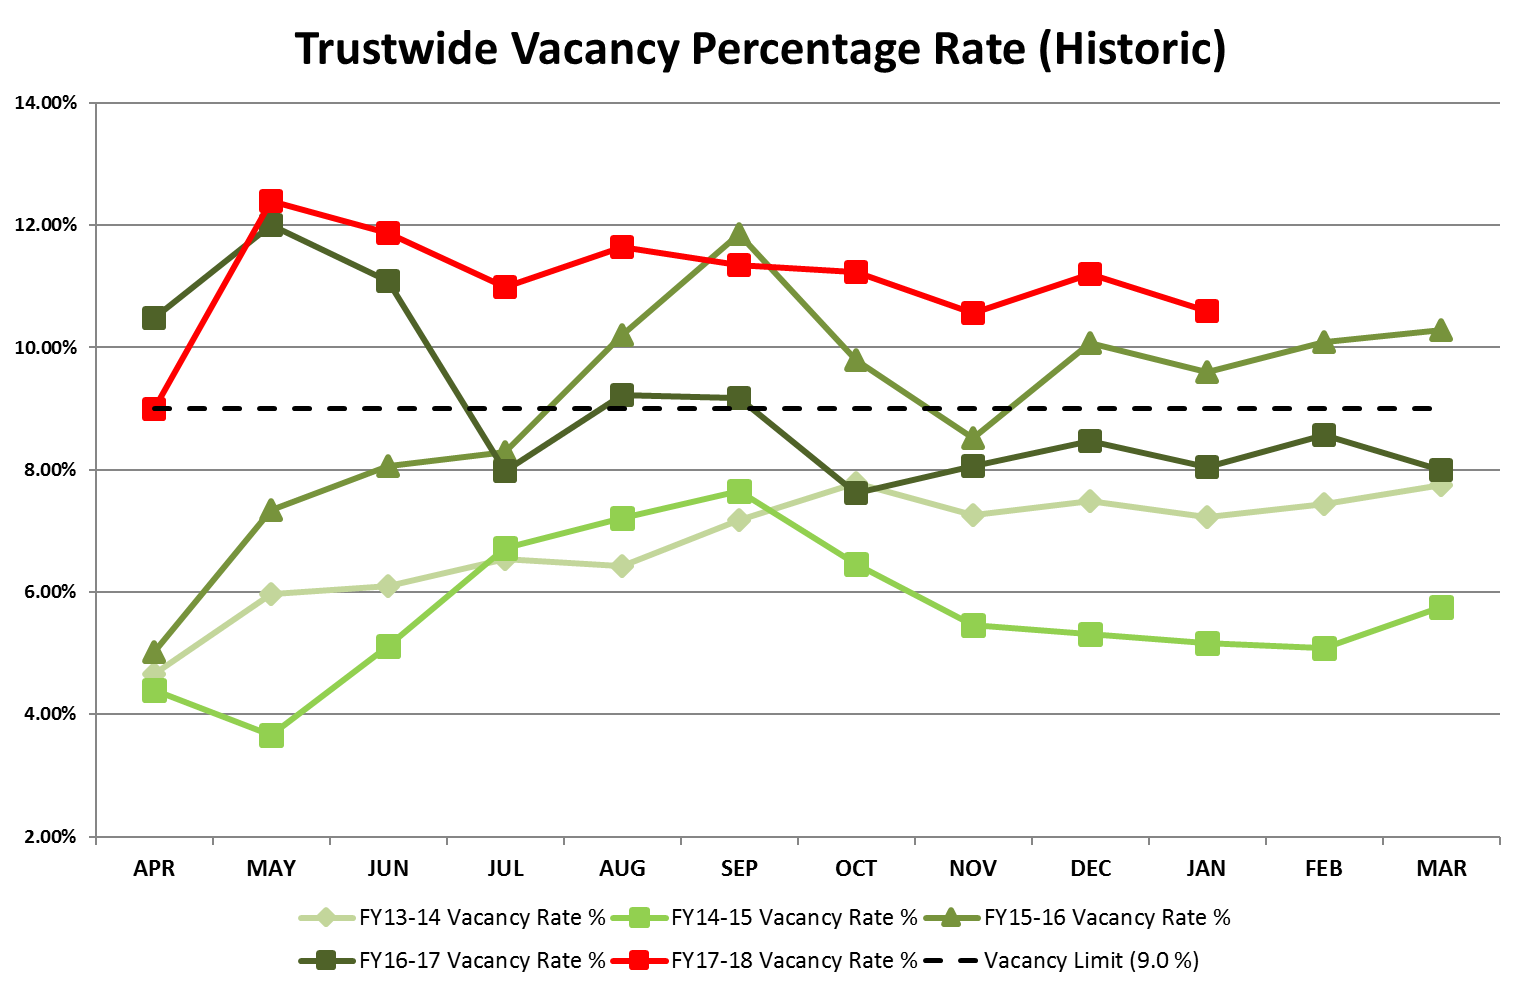 Trustwide Vacancy Percentage Rate (Historic)
14.00%
12.00%
10.00%
8.00%
6.00%
4.00%
2.00%
APR MAY JUN JUL AUG SEP OCT NOV DEC JAN FEB MAR
FY13-14 Vacancy Rate % FY14-15 Vacancy Rate % FY15-16 Vacancy Rate %
FY16-17 Vacancy Rate % FY17-18 Vacancy Rate % Vacancy Limit (9.0 %)